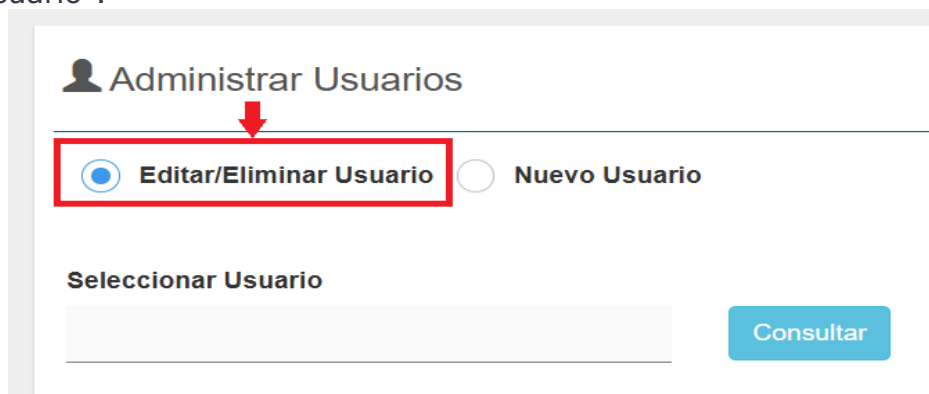 Administrar Usuarios
Editar/Eliminar Usuario Nuevo Usuario
Seleccionar Usuario
Consultar